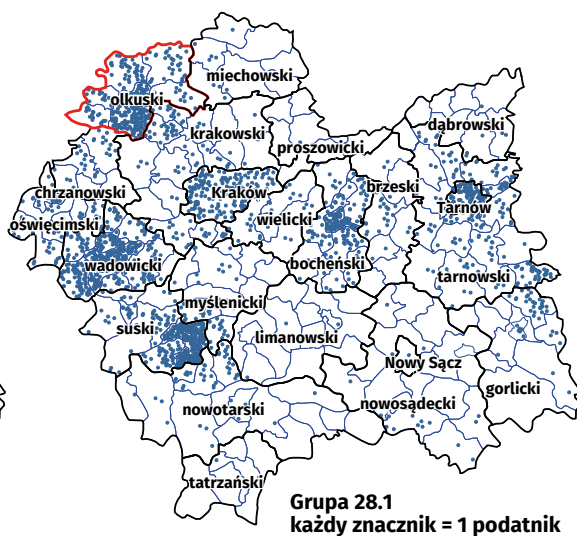 miechowski
olkuski
dąbrowski
krakowski
proszowicki
chrzanowski
Kraków
brzeski
Tarnów
oświęcimski
wielicki
wadowicki
bocheński
tarnowski
myślenicki
suski
limanowski
Nowy Sącz
gorlicki
nowotarski
nowosądecki
tatrzański
Grupa 28.1
każdy znacznik = 1 podatnik